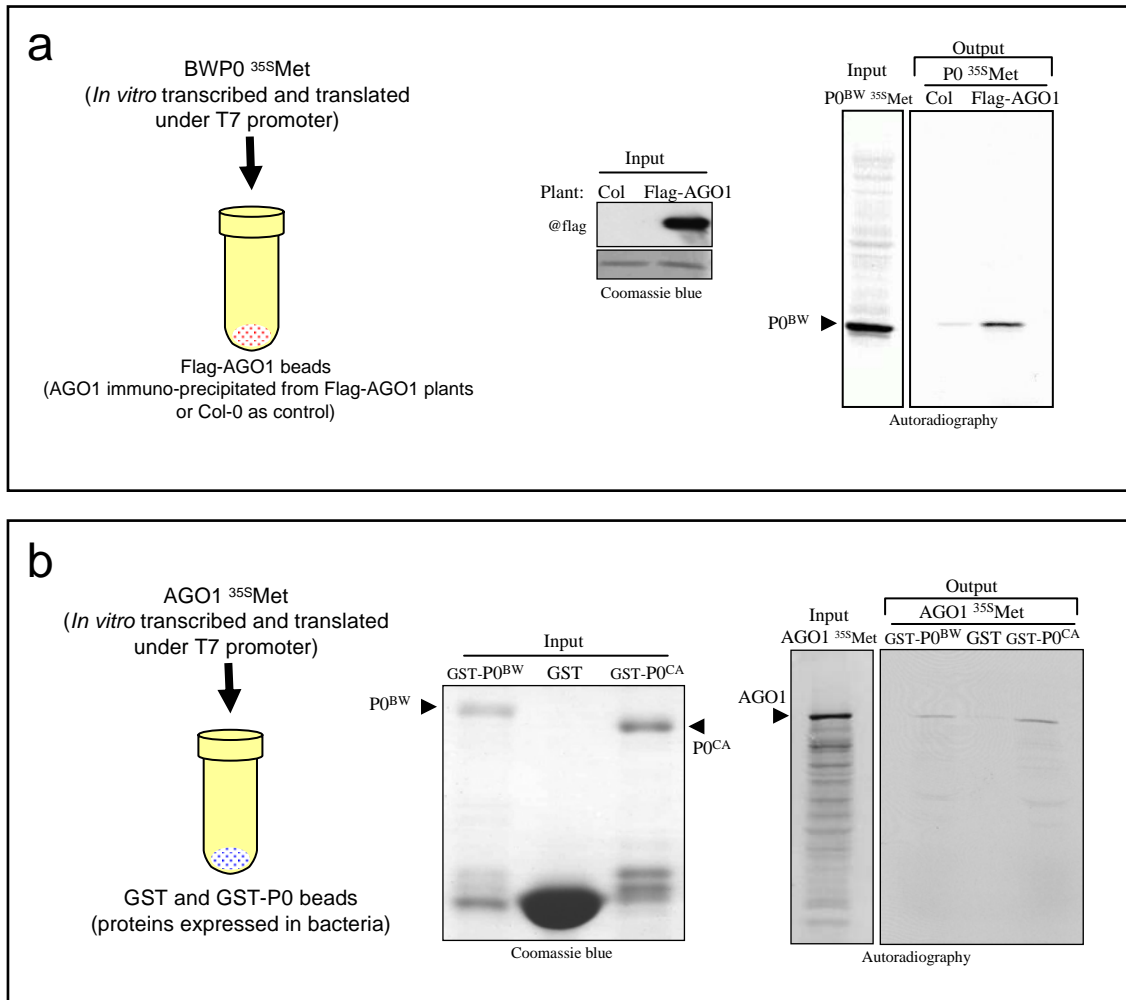 a
BWP0 35SMet
(In vitro transcribed and translated
under T7 promoter)
Flag-AGO1 beads
(AGO1 immuno-precipitated from Flag-AGO1 plants
or Col-0 as control)
Input
Plant: Col Flag-AGO1
@flag
Coomassie blue
Input
P0BW 35SMet
Output
P0 35SMet
Col Flag-AGO1
P0BW
Autoradiography
b
AGO1 35SMet
(In vitro transcribed and translated
under T7 promoter)
GST and GST-P0 beads
(proteins expressed in bacteria)
Input
GST-P0BW GST GST-P0CA
P0BW
P0CA
Coomassie blue
Input
AGO1 35SMet
Output
AGO1 35SMet
GST-P0BW GST GST-P0CA
AGO1
Autoradiography